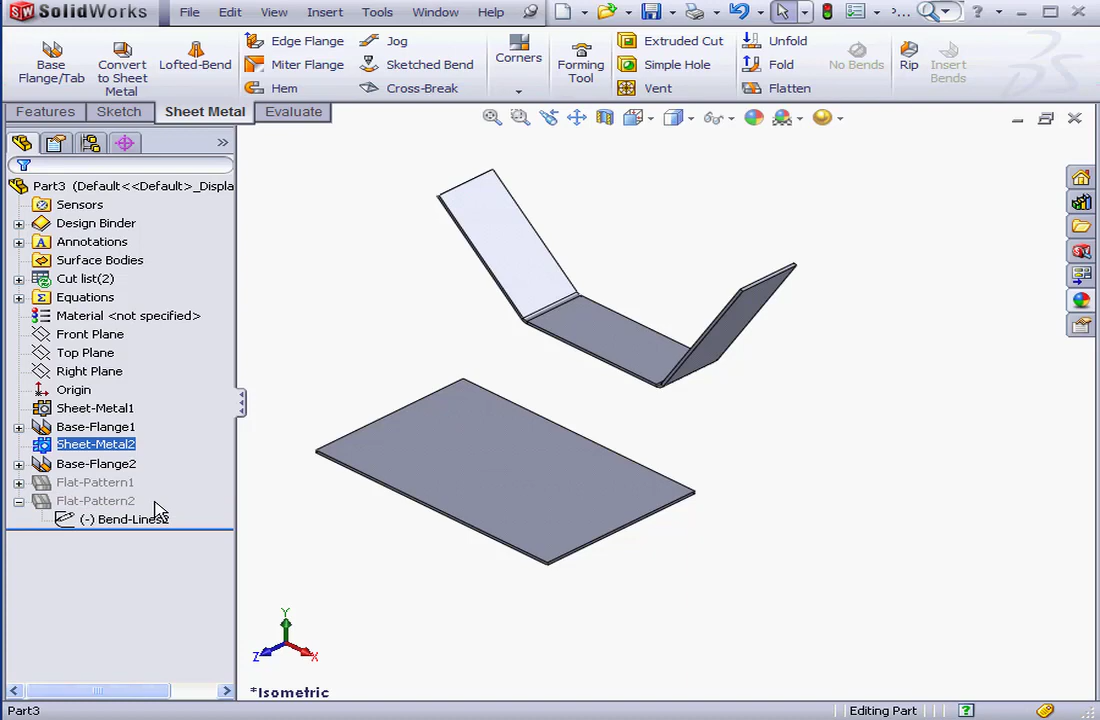 SolidWorks File Edit View Insert Tools Window Help ...
Base Flange/Tab
Convert to Sheet Metal
Lofted-Bend
Edge Flange
Miter Flange
Hem
Jog
Sketched Bend
Cross-Break
Corners
Forming Tool
Extruded Cut
Simple Hole
Vent
Unfold
Fold
Flatten
No Bends
Rip
Insert Bends
Features Sketch Sheet Metal Evaluate
Part3 (Default<<Default>_Displa
Sensors
Design Binder
Annotations
Surface Bodies
Cut list(2)
Equations
Material <not specified>
Front Plane
Top Plane
Right Plane
Origin
Sheet-Metal1
Base-Flange1
Sheet-Metal2
Base-Flange2
Flat-Pattern1
Flat-Pattern2
(-) Bend-Lines2
Y
Z
X
*Isometric
Part3 Editing Part